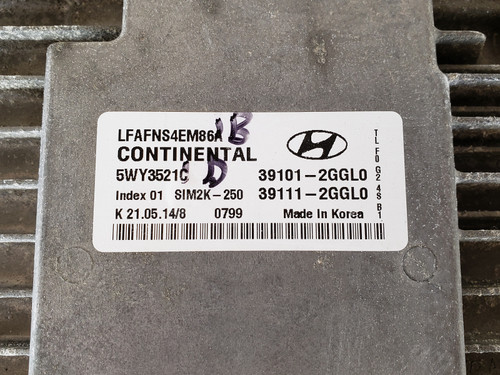 LFAFNS4EM86A B
CONTINENTAL
5WY3521C D 39101-2GGL0
Index 01 SIM2K-250 39111-2GGL0
K 21.05.14/8 0799 Made in Korea
TL F0 G2 4S B1